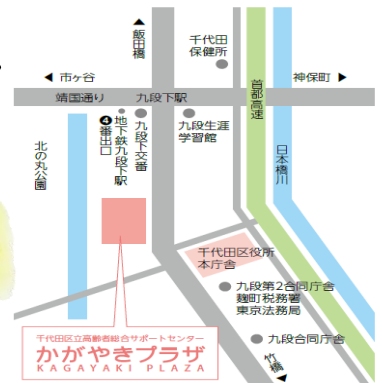 ▲飯田橋
千代田
保健所
◀ 市ヶ谷
神保町 ▶
靖国通り
九段下駅
首都高速
日本橋川
❹番出口
地下鉄九段下駅
九段下交番
九段生涯
学習館
北の丸公園
千代田区役所
本庁舎
九段第2合同庁舎
麹町税務署
東京法務局
九段合同庁舎
竹橋▶
千代田区立高齢者総合サポートセンター
かがやきプラザ
KAGAYAKI PLAZA